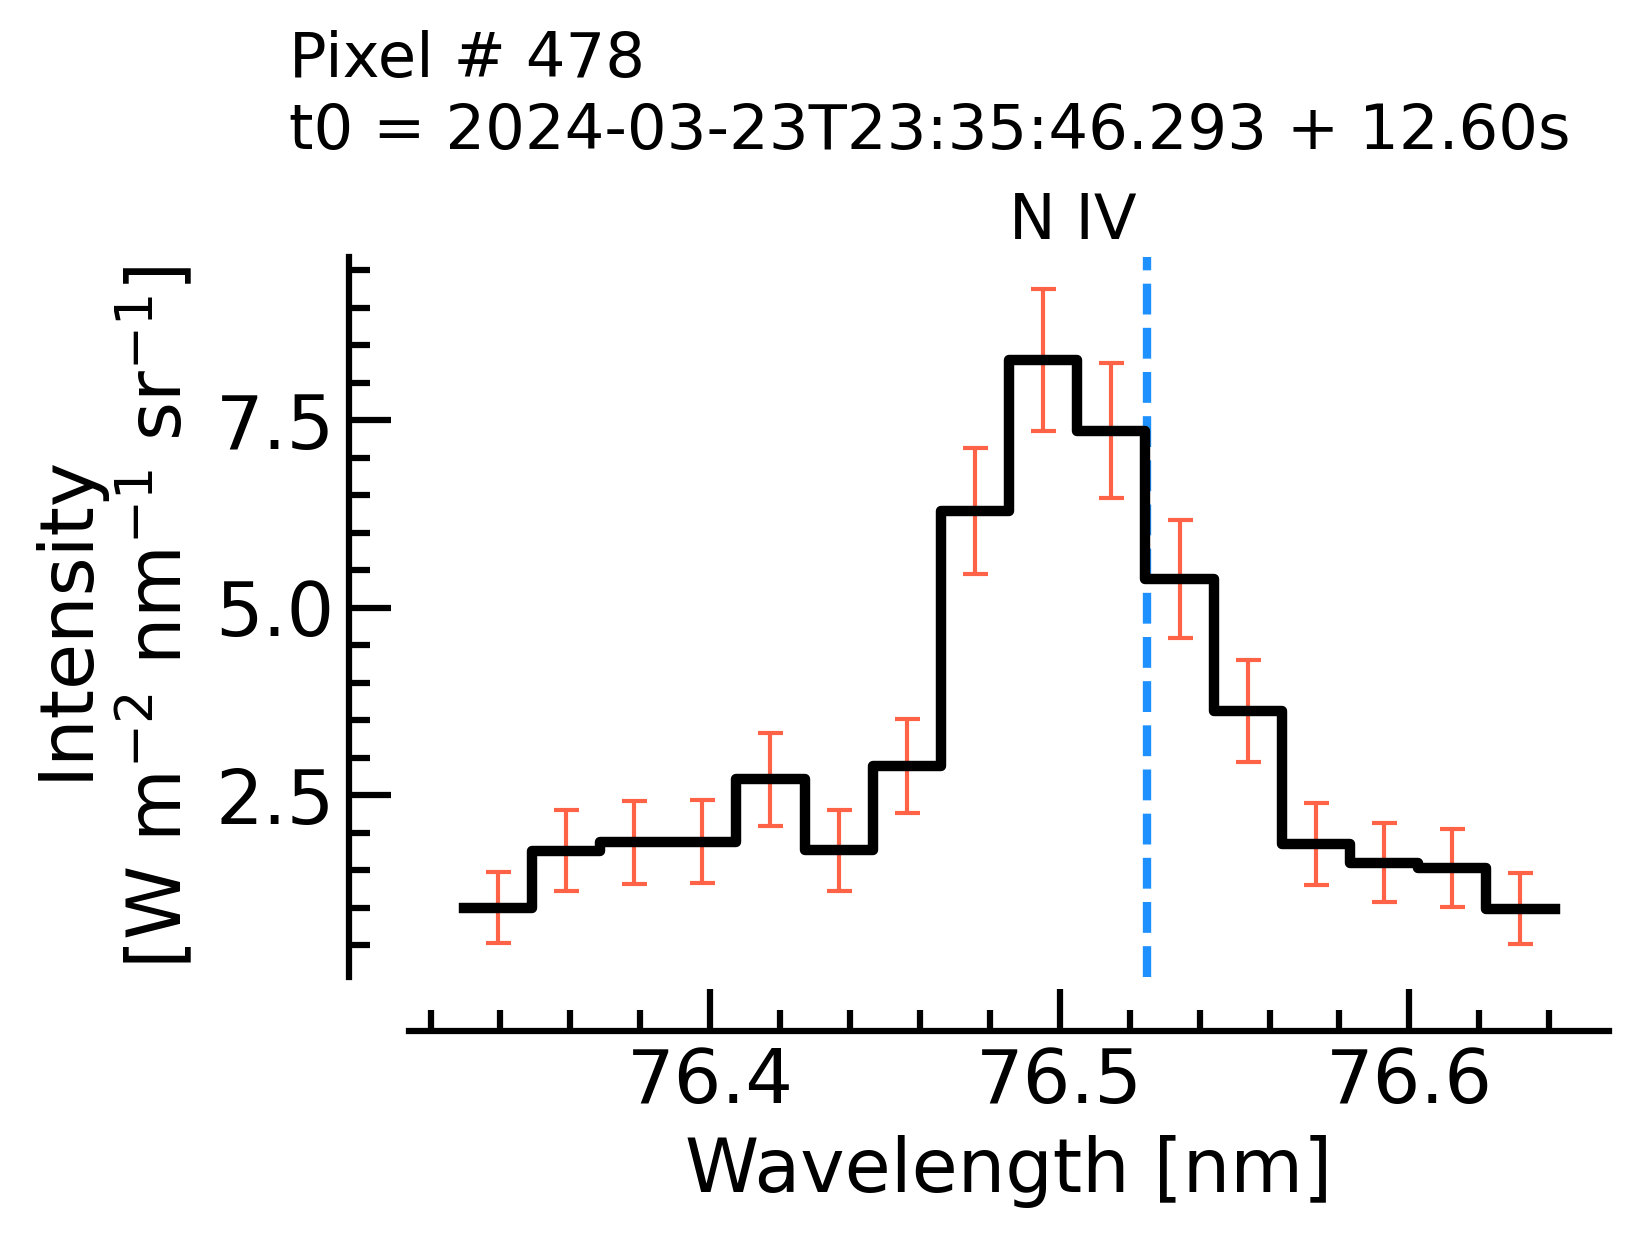 Pixel # 478
t0 = 2024-03-23T23:35:46.293 + 12.60s
N IV
Intensity
[W m⁻² nm⁻¹ sr⁻¹]
7.5
5.0
2.5
76.4 76.5 76.6
Wavelength [nm]